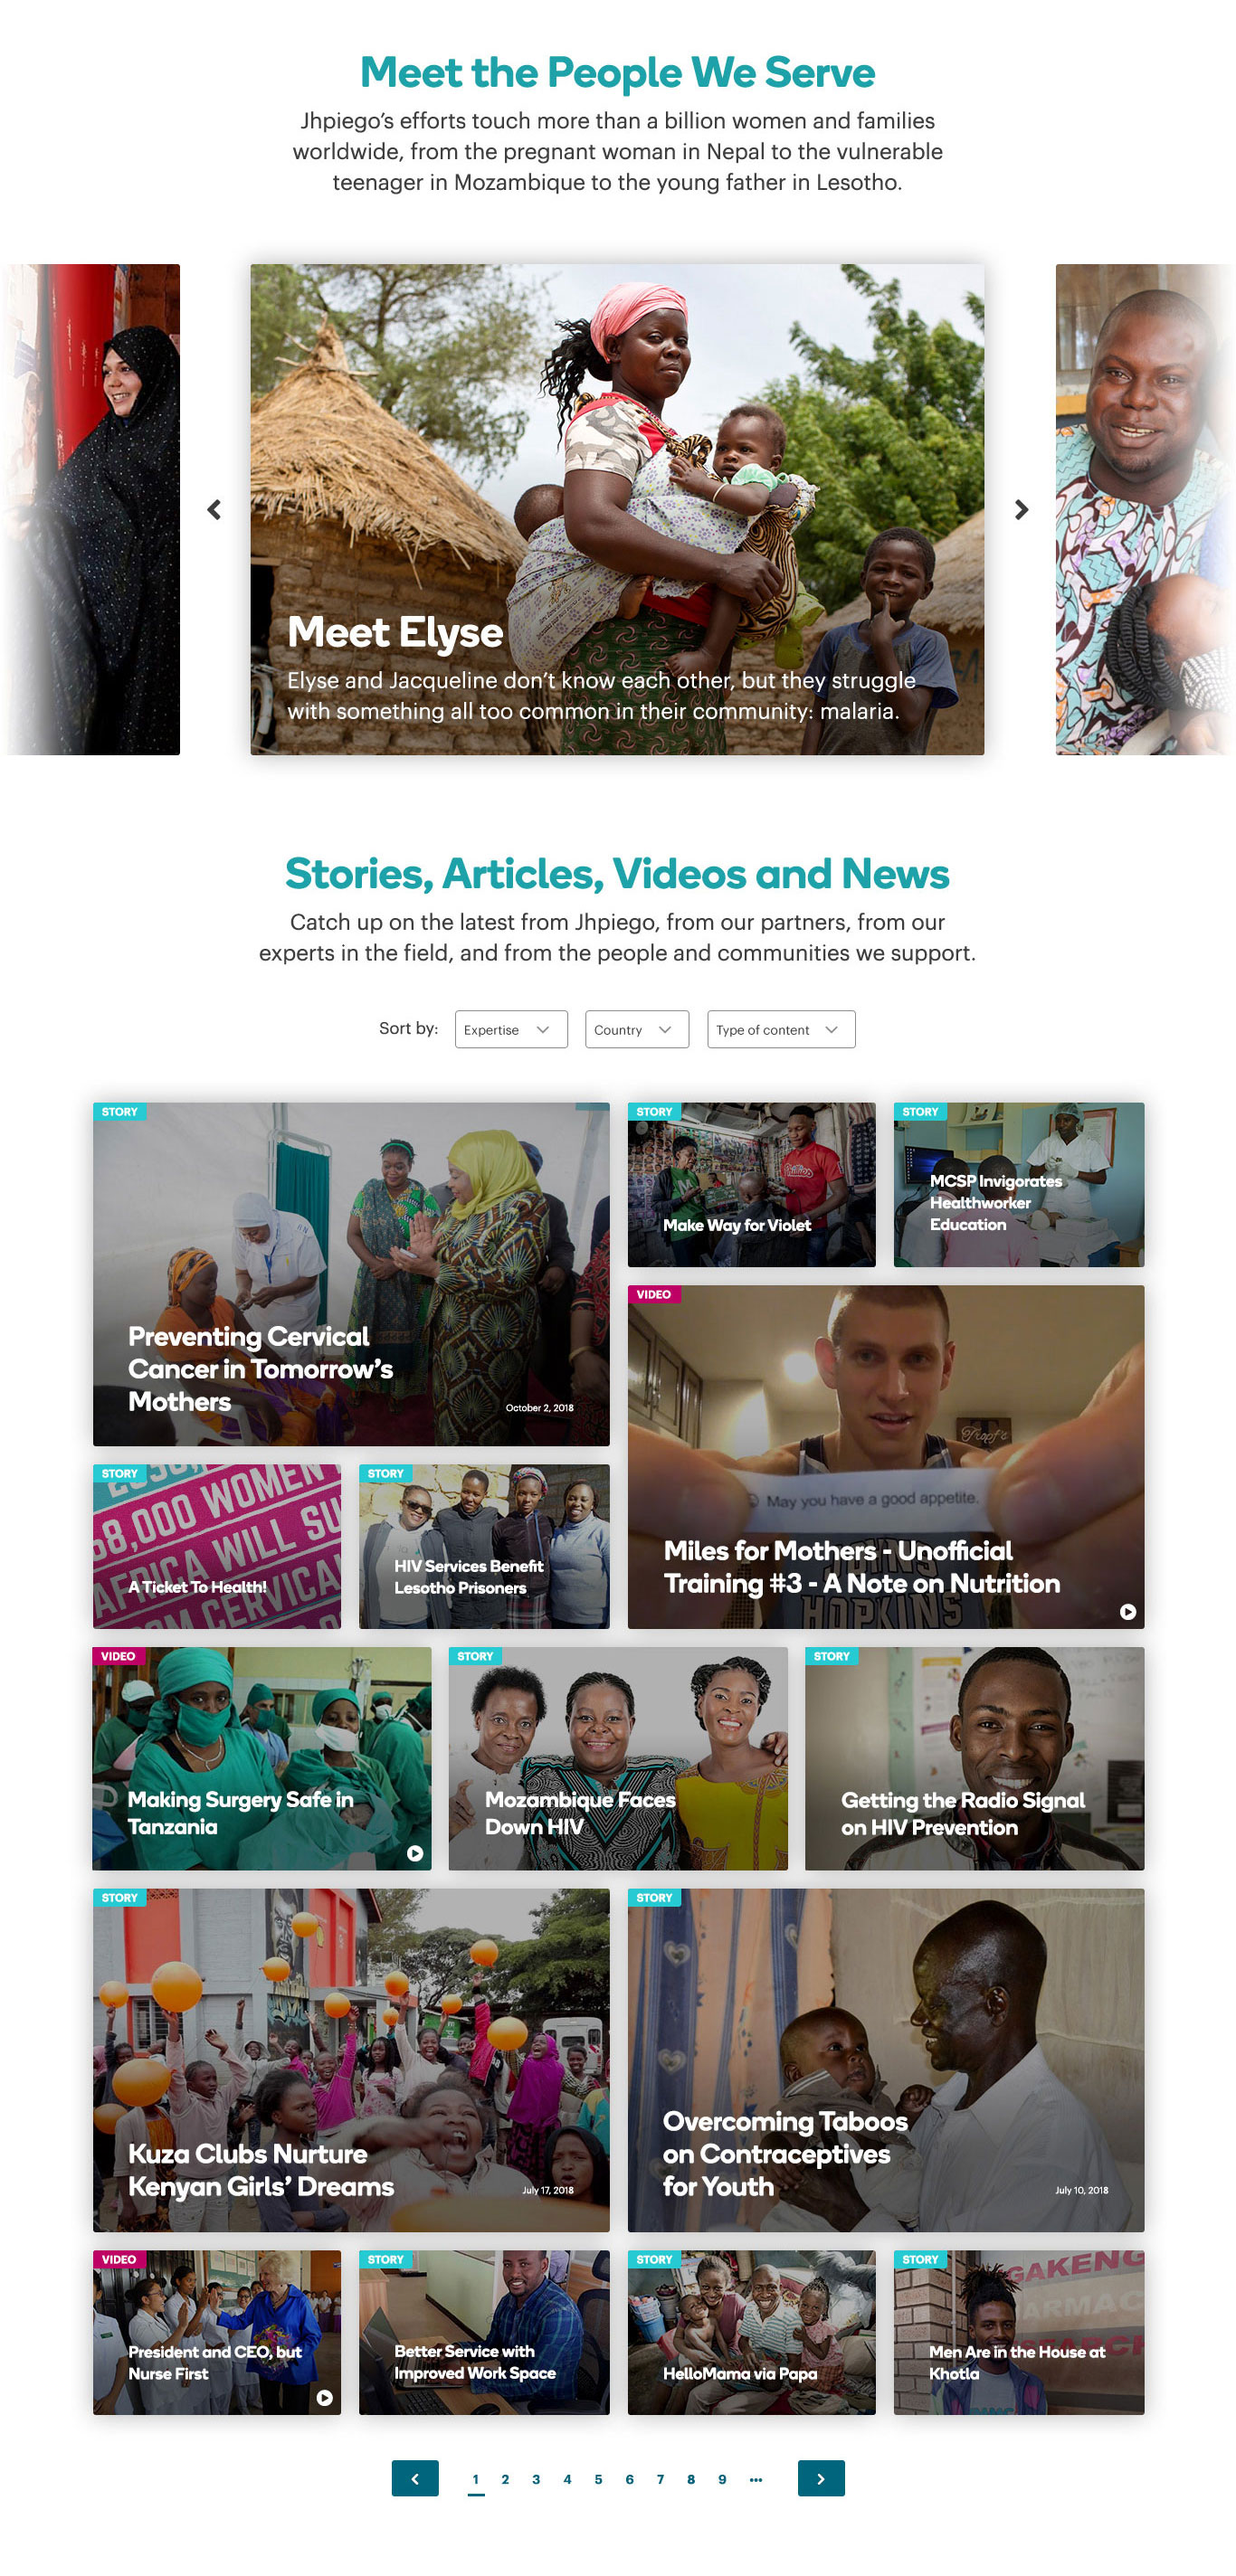 Meet the People We Serve
Jhpiego’s efforts touch more than a billion women and families
worldwide, from the pregnant woman in Nepal to the vulnerable
teenager in Mozambique to the young father in Lesotho.
Meet Elyse
Elyse and Jacqueline don’t know each other, but they struggle
with something all too common in their community: malaria.
Stories, Articles, Videos and News
Catch up on the latest from Jhpiego, from our partners, from our
experts in the field, and from the people and communities we support.
Sort by:
Expertise
Country
Type of content
STORY
Preventing Cervical
Cancer in Tomorrow’s
Mothers
October 2, 2018
STORY
Make Way for Violet
STORY
MCSP Invigorates
Healthworker
Education
VIDEO
May you have a good appetite.
Miles for Mothers - Unofficial
Training #3 - A Note on Nutrition
HOPKINS
STORY
8,000 WOMEN
AFRICA WILL SU
A Ticket To Health!
CERVICA
STORY
HIV Services Benefit
Lesotho Prisoners
VIDEO
Making Surgery Safe in
Tanzania
STORY
Mozambique Faces
Down HIV
STORY
Getting the Radio Signal
on HIV Prevention
STORY
Kuza Clubs Nurture
Kenyan Girls’ Dreams
July 17, 2018
STORY
Overcoming Taboos
on Contraceptives
for Youth
July 10, 2018
VIDEO
President and CEO, but
Nurse First
STORY
Better Service with
Improved Work Space
STORY
HelloMama via Papa
STORY
GAKENG
ARMAC
Men Are in the House at
Khotla
1 2 3 4 5 6 7 8 9 •••